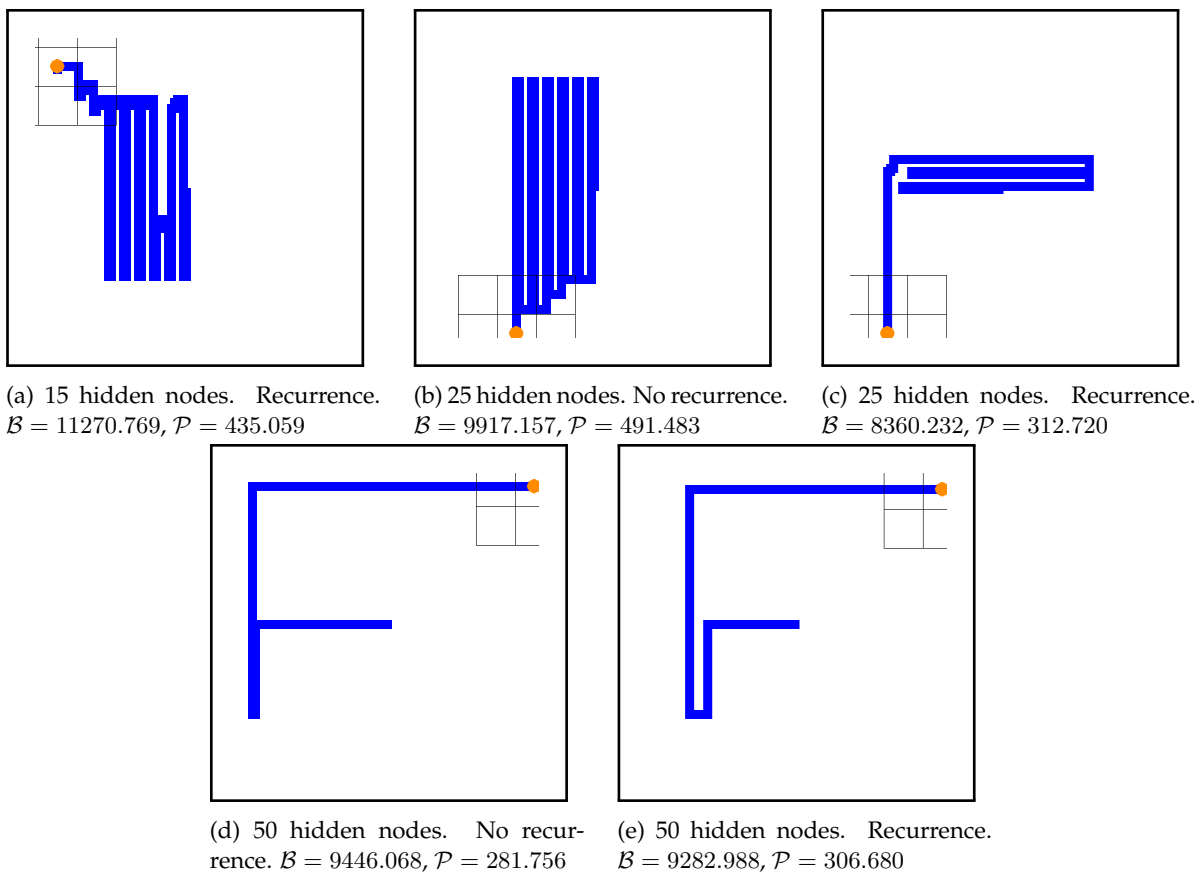 (a) 15 hidden nodes. Recurrence.
𝓑 = 11270.769, 𝓟 = 435.059
(b) 25 hidden nodes. No recurrence.
𝓑 = 9917.157, 𝓟 = 491.483
(c) 25 hidden nodes. Recurrence.
𝓑 = 8360.232, 𝓟 = 312.720
(d) 50 hidden nodes. No recur-
rence. 𝓑 = 9446.068, 𝓟 = 281.756
(e) 50 hidden nodes. Recurrence.
𝓑 = 9282.988, 𝓟 = 306.680